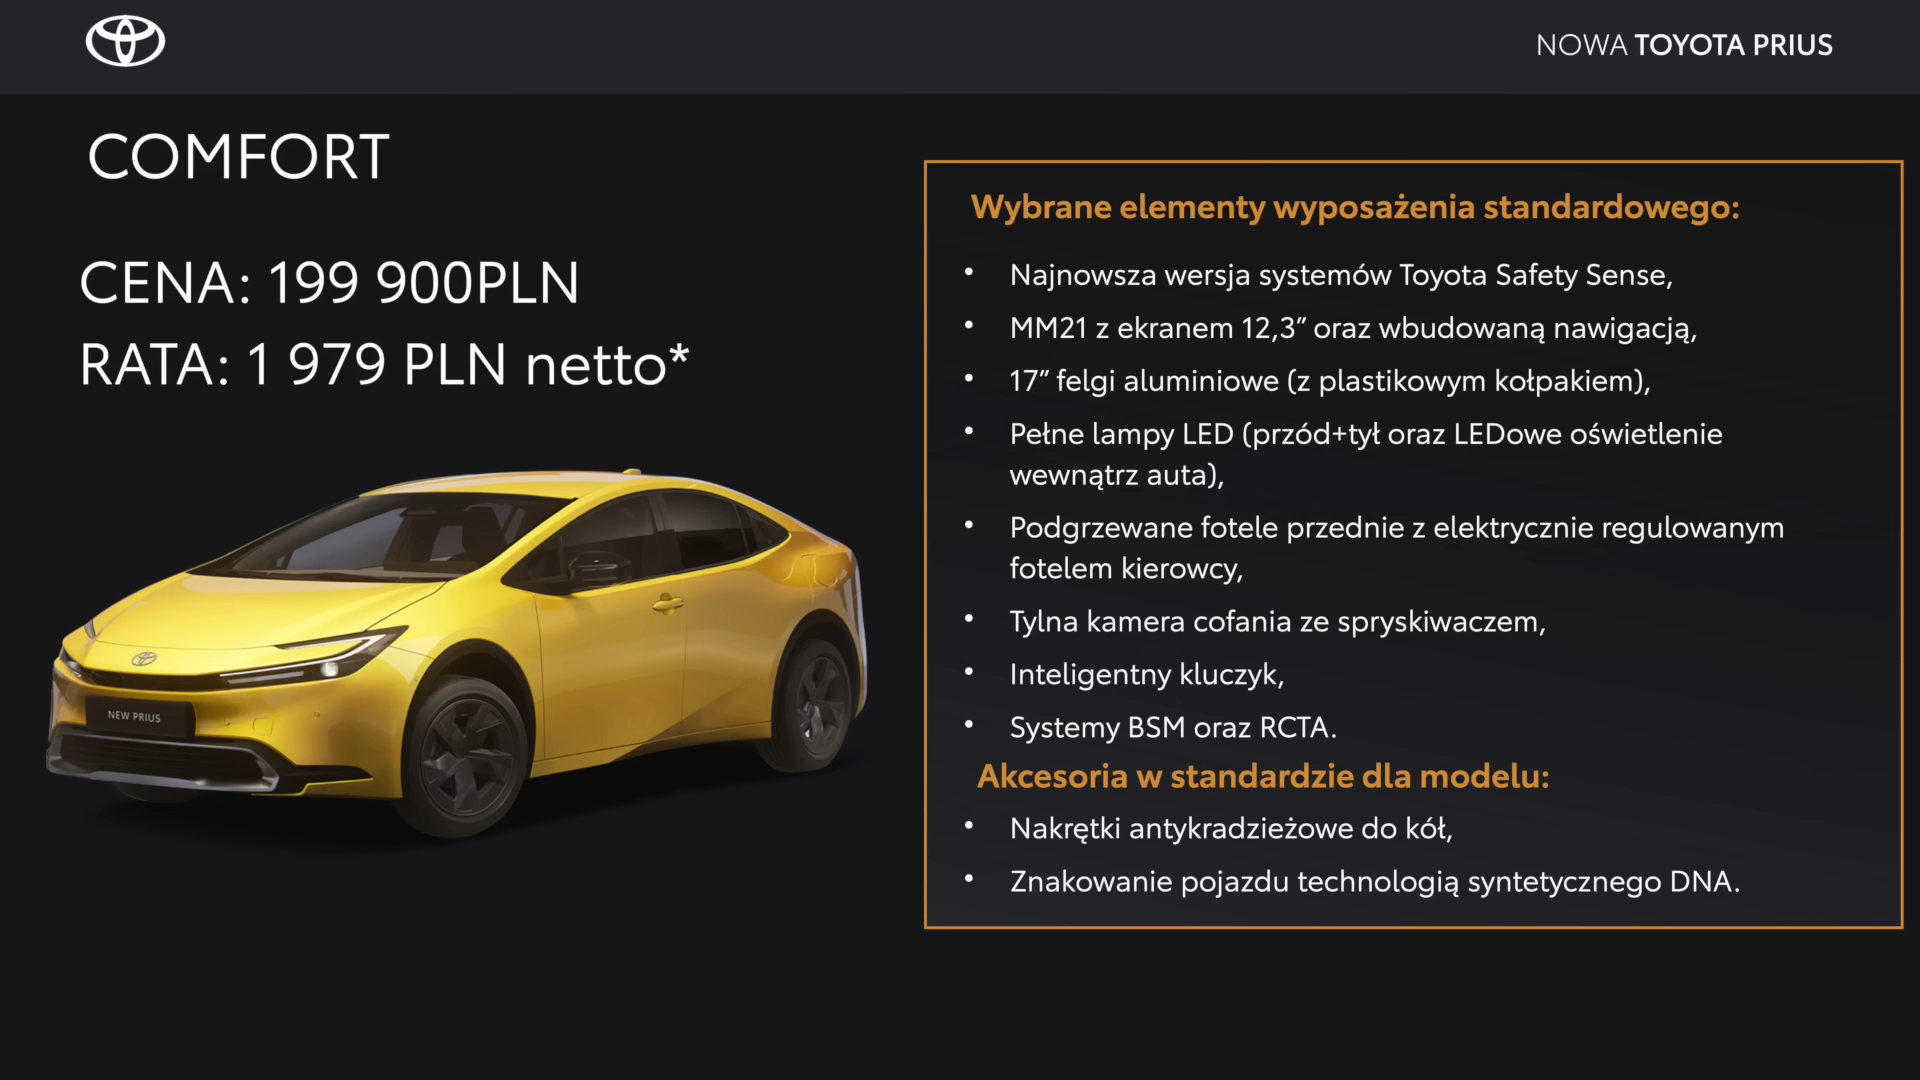 NOWA TOYOTA PRIUS
COMFORT
CENA: 199 900PLN
RATA: 1 979 PLN netto*
NEW PRIUS
Wybrane elementy wyposażenia standardowego:
• Najnowsza wersja systemów Toyota Safety Sense,
• MM21 z ekranem 12,3” oraz wbudowaną nawigacją,
• 17” felgi aluminiowe (z plastikowym kołpakiem),
• Pełne lampy LED (przód+tył oraz LEDowe oświetlenie
wewnątrz auta),
• Podgrzewane fotele przednie z elektrycznie regulowanym
fotelem kierowcy,
• Tylna kamera cofania ze spryskiwaczem,
• Inteligentny kluczyk,
• Systemy BSM oraz RCTA.
Akcesoria w standardzie dla modelu:
• Nakrętki antykradzieżowe do kół,
• Znakowanie pojazdu technologią syntetycznego DNA.